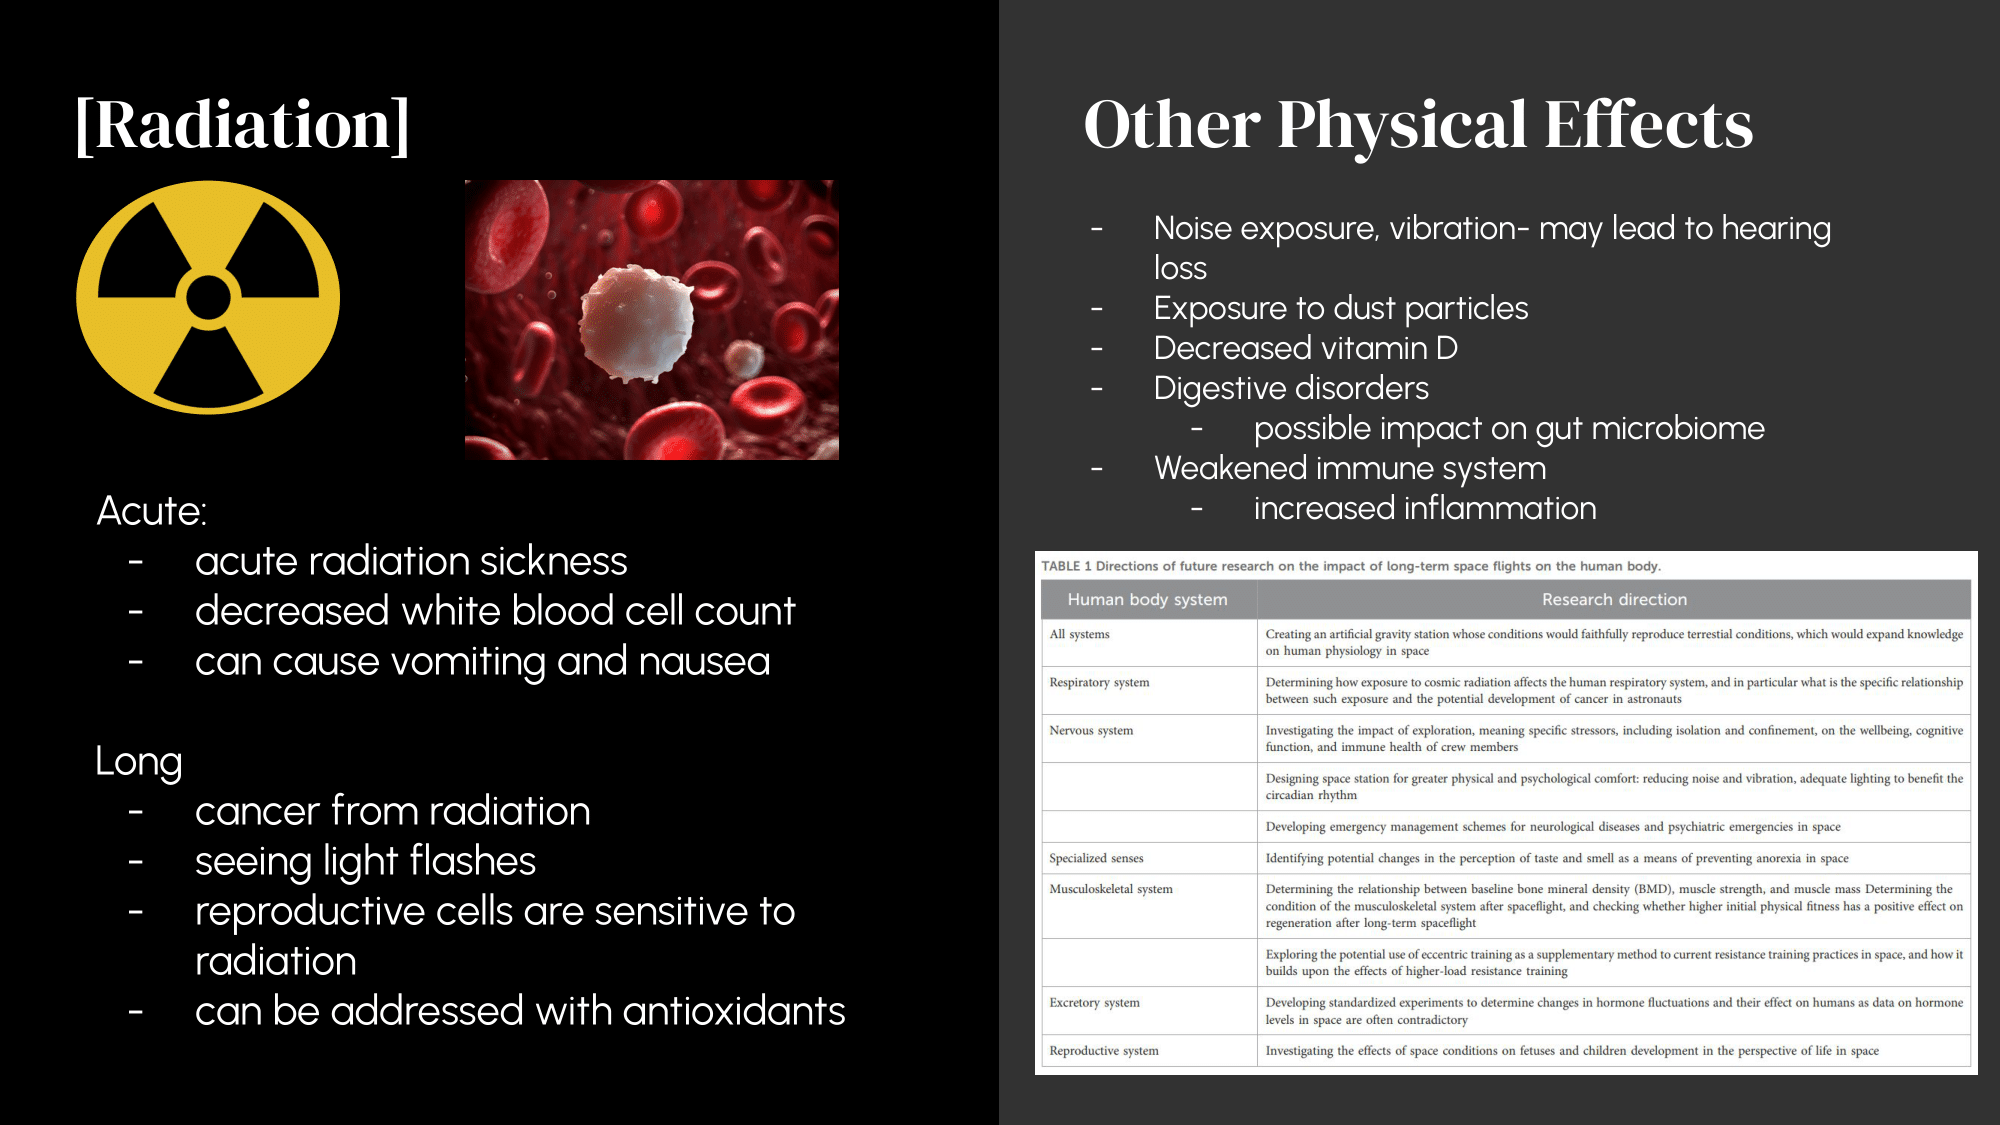 [Radiation]
Acute:
- acute radiation sickness
- decreased white blood cell count
- can cause vomiting and nausea
Long
- cancer from radiation
- seeing light flashes
- reproductive cells are sensitive to
radiation
- can be addressed with antioxidants
Other Physical Effects
- Noise exposure, vibration- may lead to hearing
loss
- Exposure to dust particles
- Decreased vitamin D
- Digestive disorders
- possible impact on gut microbiome
- Weakened immune system
- increased inflammation
TABLE 1 Directions of future research on the impact of long-term space flights on the human body.
Human body system Research direction
All systems Creating an artificial gravity station whose conditions would faithfully reproduce terrestial conditions, which would expand knowledge
on human physiology in space
Respiratory system Determining how exposure to cosmic radiation affects the human respiratory system, and in particular what is the specific relationship
between such exposure and the potential development of cancer in astronauts
Nervous system Investigating the impact of exploration, meaning specific stressors, including isolation and confinement, on the wellbeing, cognitive
function, and immune health of crew members
Designing space station for greater physical and psychological comfort: reducing noise and vibration, adequate lighting to benefit the
circadian rhythm
Developing emergency management schemes for neurological diseases and psychiatric emergencies in space
Specialized senses Identifying potential changes in the perception of taste and smell as a means of preventing anorexia in space
Musculoskeletal system Determining the relationship between baseline bone mineral density (BMD), muscle strength, and muscle mass Determining the
condition of the musculoskeletal system after spaceflight, and checking whether higher initial physical fitness has a positive effect on
regeneration after long-term spaceflight
Exploring the potential use of eccentric training as a supplementary method to current resistance training practices in space, and how it
builds upon the effects of higher-load resistance training
Excretory system Developing standardized experiments to determine changes in hormone fluctuations and their effect on humans as data on hormone
levels in space are often contradictory
Reproductive system Investigating the effects of space conditions on fetuses and children development in the perspective of life in space